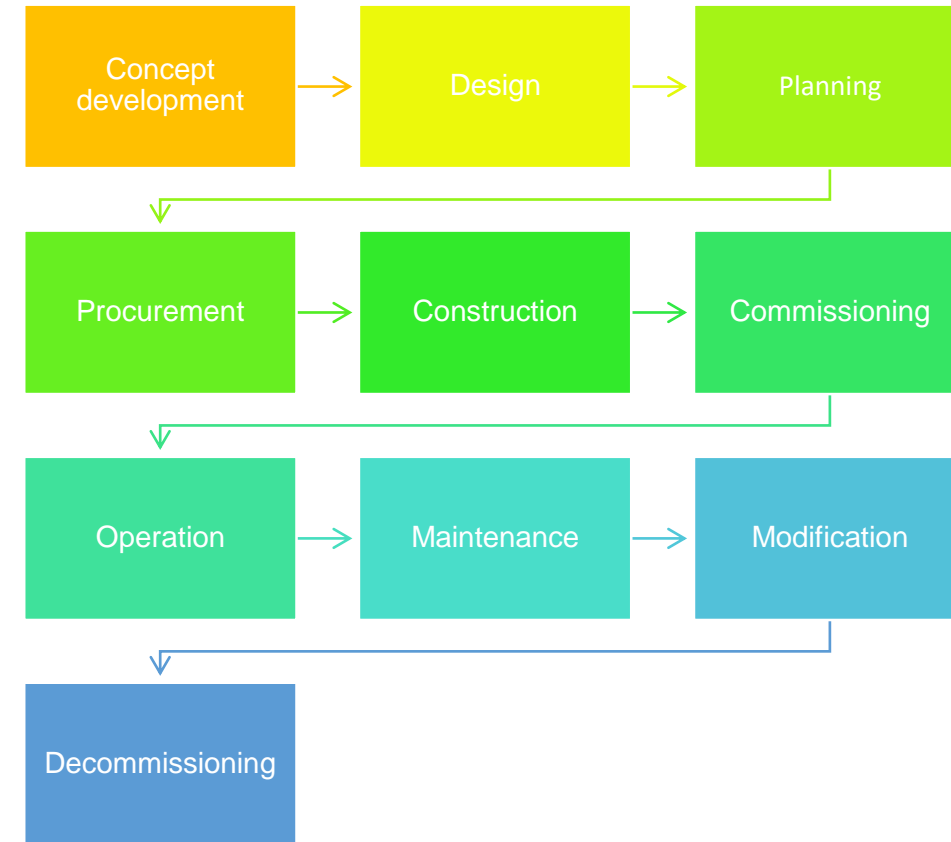 Concept
development
Design
Planning
Procurement
Construction
Commissioning
Operation
Maintenance
Modification
Decommissioning